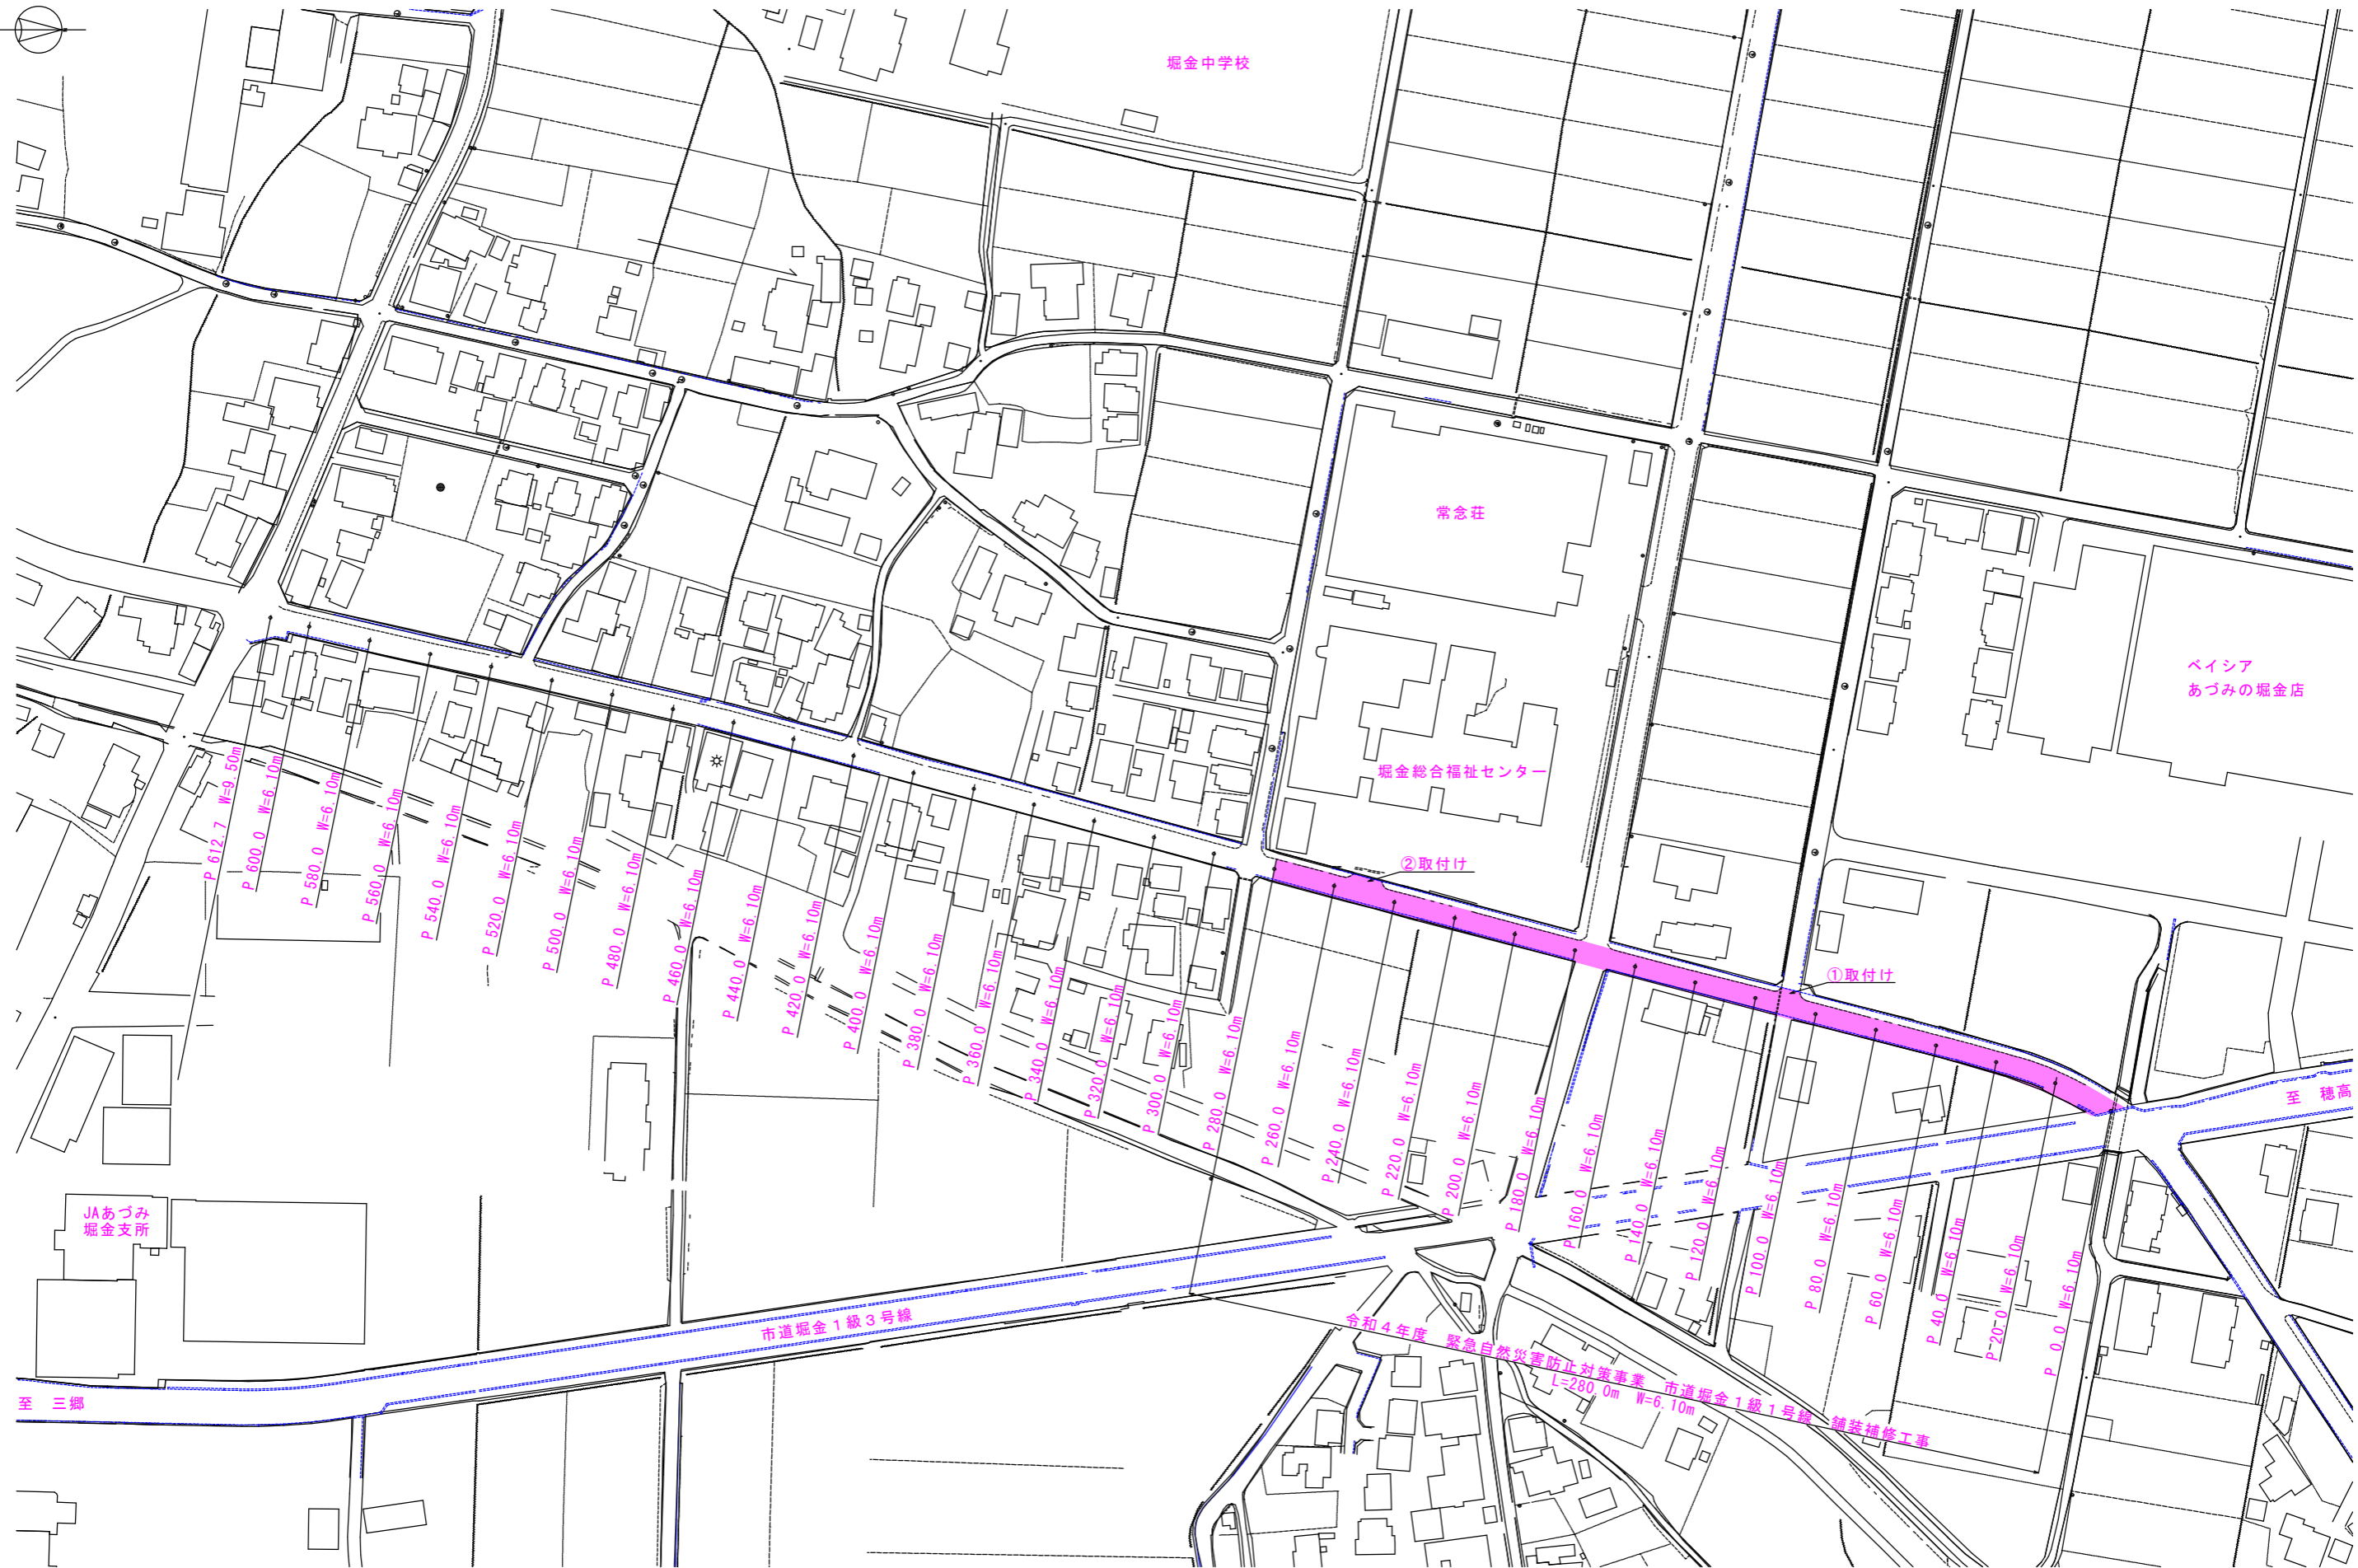 堀金中学校
常念荘
ベイシア
あづみの堀金店
堀金総合福祉センター
②取付け
①取付け
至　穂高
P 612.7　W=9.50m
P 600.0　W=6.10m
P 580.0　W=6.10m
P 560.0　W=6.10m
P 540.0　W=6.10m
P 520.0　W=6.10m
P 500.0　W=6.10m
P 480.0　W=6.10m
P 460.0　W=6.10m
P 440.0　W=6.10m
P 420.0　W=6.10m
P 400.0　W=6.10m
P 380.0　W=6.10m
P 360.0　W=6.10m
P 340.0　W=6.10m
P 320.0　W=6.10m
P 300.0　W=6.10m
P 280.0　W=6.10m
P 260.0　W=6.10m
P 240.0　W=6.10m
P 220.0　W=6.10m
P 200.0　W=6.10m
P 180.0　W=6.10m
P 160.0　W=6.10m
P 140.0　W=6.10m
P 120.0　W=6.10m
P 100.0　W=6.10m
P 80.0　W=6.10m
P 60.0　W=6.10m
P 40.0　W=6.10m
P 20.0　W=6.10m
P 0.0　W=6.10m
JAあづみ
堀金支所
市道堀金１級３号線
至　三郷
令和４年度　緊急自然災害防止対策事業　市道堀金１級１号線　舗装補修工事
L=280.0m　W=6.10m